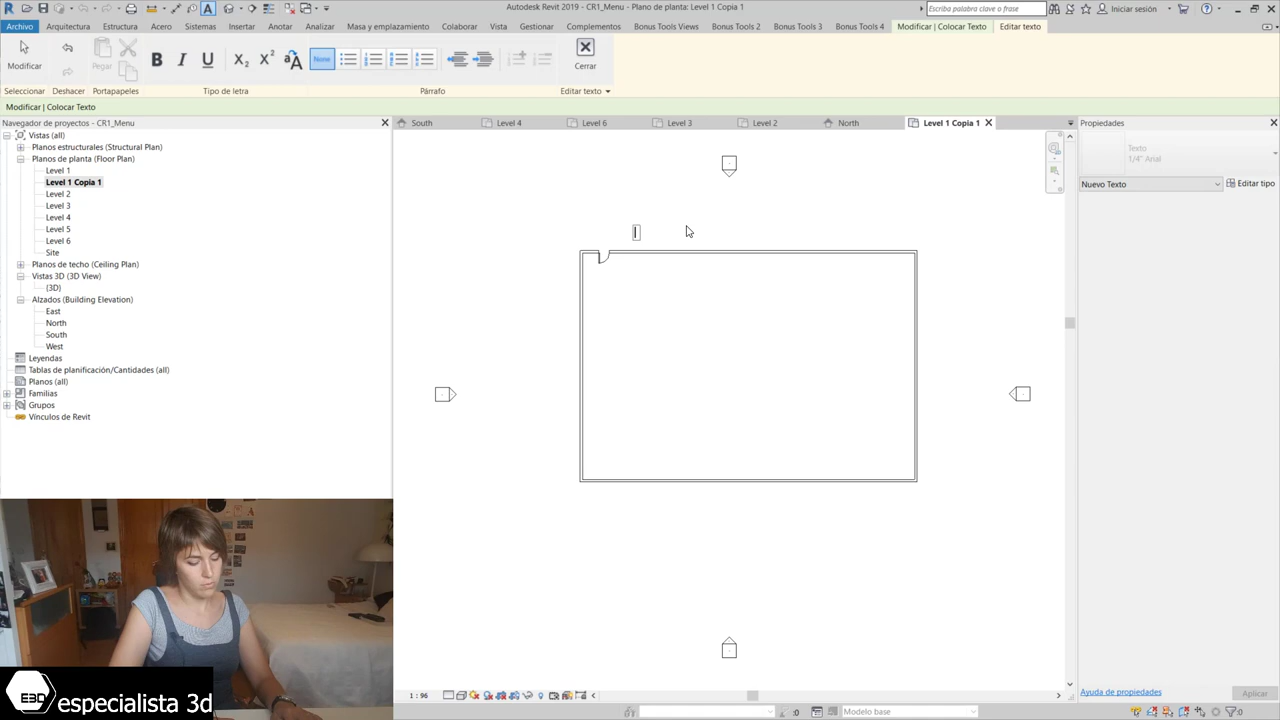 Autodesk Revit 2019 - CR1_Menu - Plano de planta: Level 1 Copia 1
Escriba palabra clave o frase
Iniciar sesión
Archivo Arquitectura Estructura Acero Sistemas Insertar Anotar Analizar Masa y emplazamiento Colaborar Vista Gestionar Complementos Bonus Tools Views Bonus Tools 2 Bonus Tools 3 Bonus Tools 4 Modificar | Colocar Texto Editar texto
Modificar
Pegar
None
Cerrar
Seleccionar Deshacer Portapapeles Tipo de letra Párrafo Editar texto
Modificar | Colocar Texto
Navegador de proyectos - CR1_Menu
South Level 4 Level 6 Level 3 Level 2 North Level 1 Copia 1
Propiedades
Vistas (all)
Planos estructurales (Structural Plan)
Planos de planta (Floor Plan)
Level 1
Level 1 Copia 1
Level 2
Level 3
Level 4
Level 5
Level 6
Site
Planos de techo (Ceiling Plan)
Vistas 3D (3D View)
{3D}
Alzados (Building Elevation)
East
North
South
West
Leyendas
Tablas de planificación/Cantidades (all)
Planos (all)
Familias
Grupos
Vínculos de Revit
Texto
1/4" Arial
Nuevo Texto
Editar tipo
Ayuda de propiedades
Aplicar
1 : 96
:0
Modelo base
:0
E3D
especialista 3d